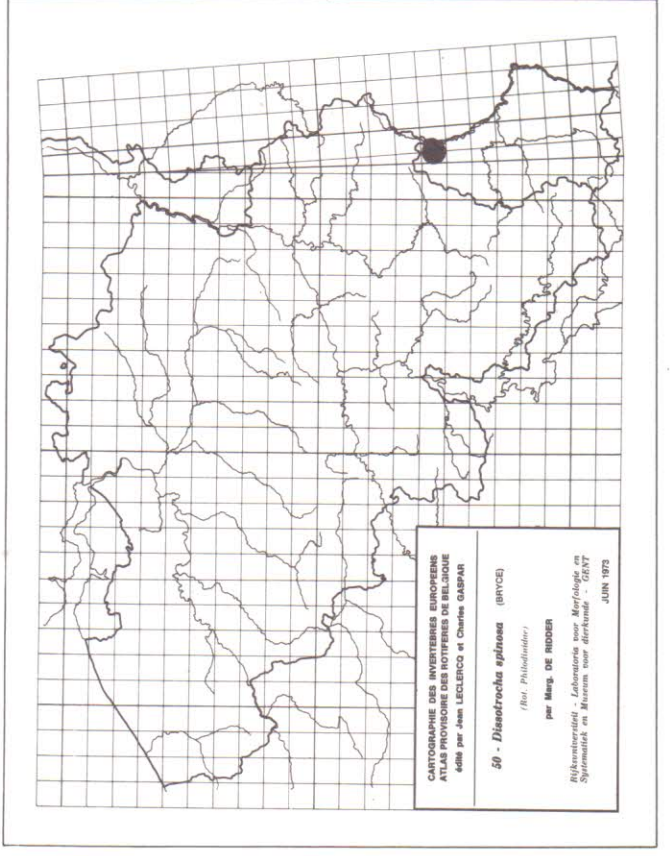 CARTOGRAPHIE DES INVERTEBRES EUROPEENS
ATLAS PROVISOIRE DES ROTIFERES DE BELGIQUE
édité par Jean LECLERCQ et Charles GASPAR
50 - Dissotrocha spinosa (BRYCE)
(Rot. Philodinidae)
par Marg. DE RIDDER
Rijksuniversiteit - Laboratoria voor Morfologie en
Systematiek en Museum voor dierkunde - GENT
JUIN 1973